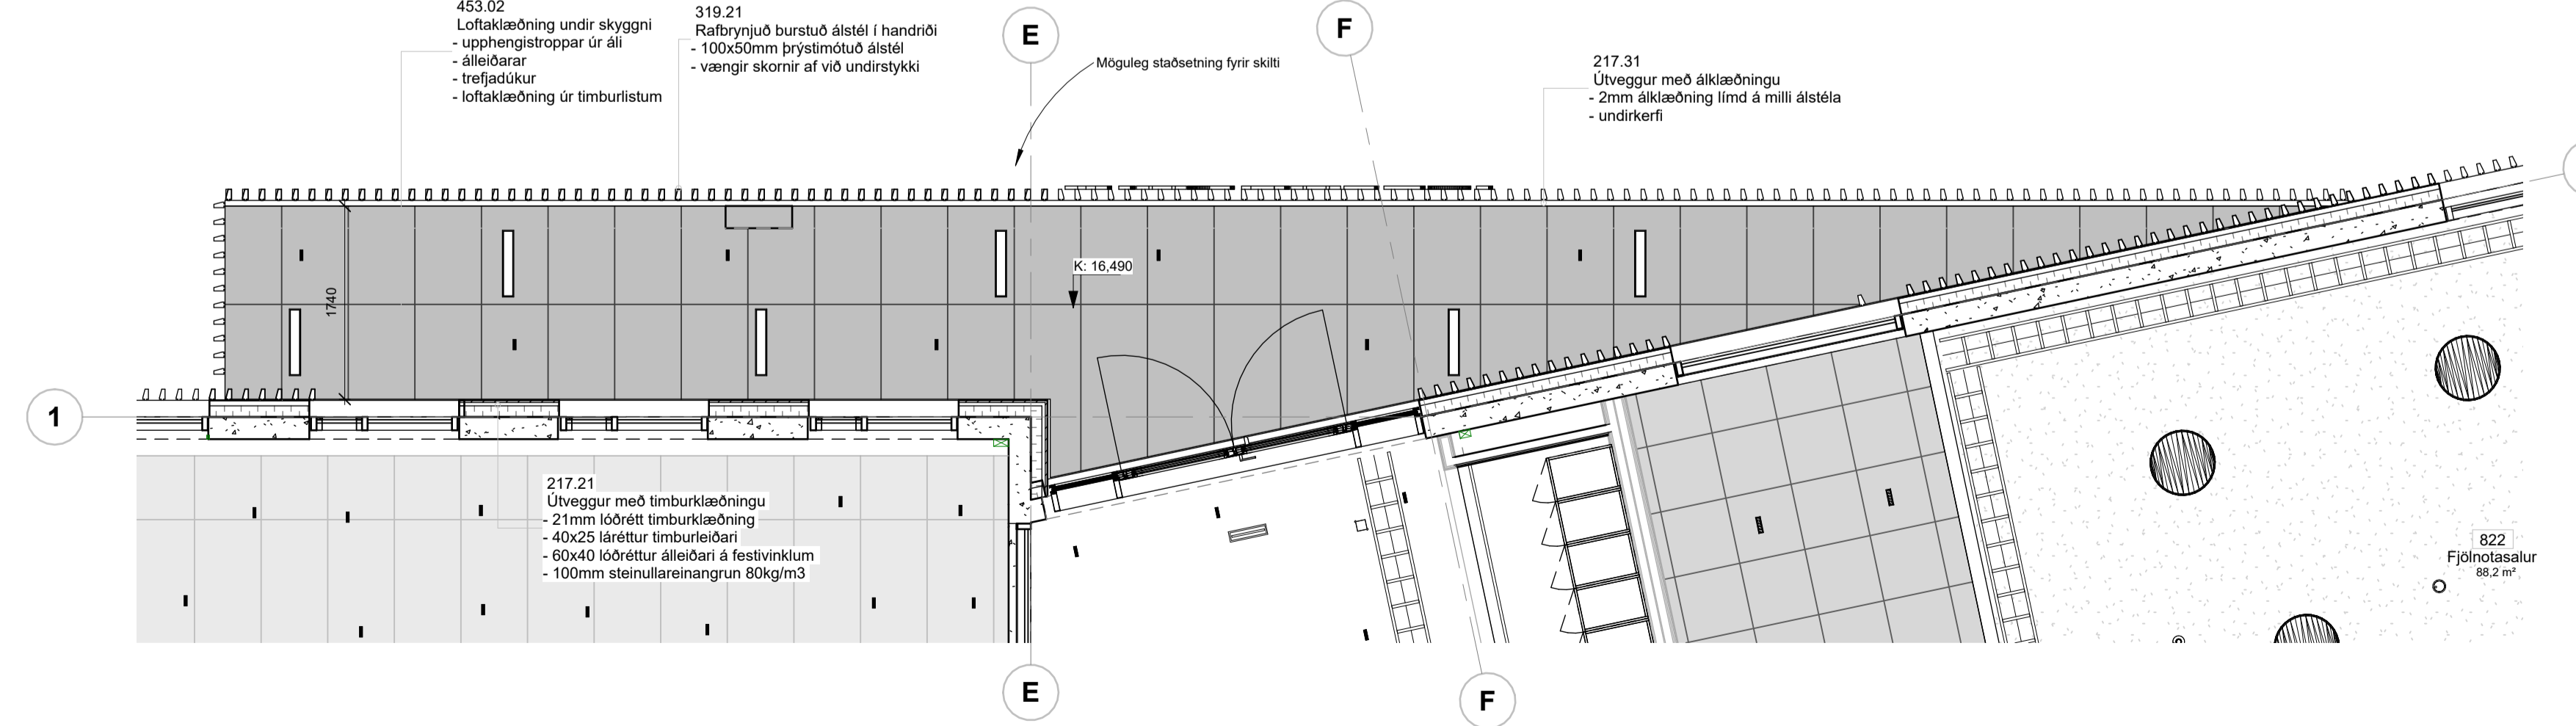 453.02
Loftaklæðning undir skyggni
- upphengistroppar úr áli
- álleiðarar
- trefjadúkur
- loftaklæðning úr timburlistum
319.21
Rafbrynjuð burstuð álstél í handriði
- 100x50mm þrýstimótuð álstél
- vængir skornir af við undirstykki
E
Möguleg staðsetning fyrir skilti
F
217.31
Útveggur með álklæðningu
- 2mm álklæðning límd á milli álstéla
- undirkerfi
1740
K: 16,490
1
217.21
Útveggur með timburklæðningu
- 21mm lóðrétt timburklæðning
- 40x25 láréttur timburleiðari
- 60x40 lóðréttur álleiðari á festivinklum
- 100mm steinullareinangrun 80kg/m3
822
Fjölnotasalur
88,2 m²
E
F